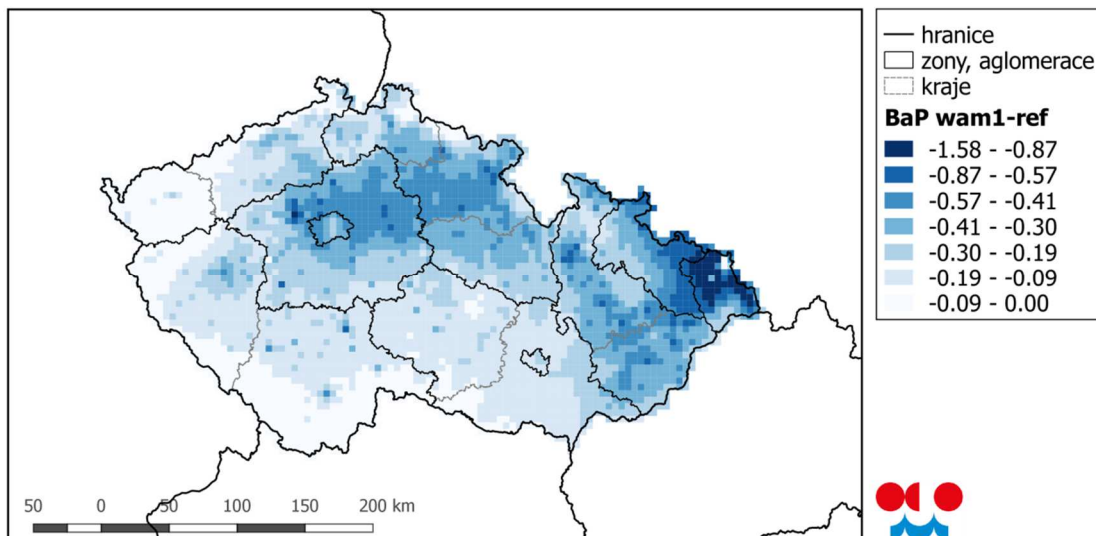 hranice
zony, aglomerace
kraje
BaP wam1-ref
-1.58 - -0.87
-0.87 - -0.57
-0.57 - -0.41
-0.41 - -0.30
-0.30 - -0.19
-0.19 - -0.09
-0.09 - 0.00
50 0 50 100 150 200 km